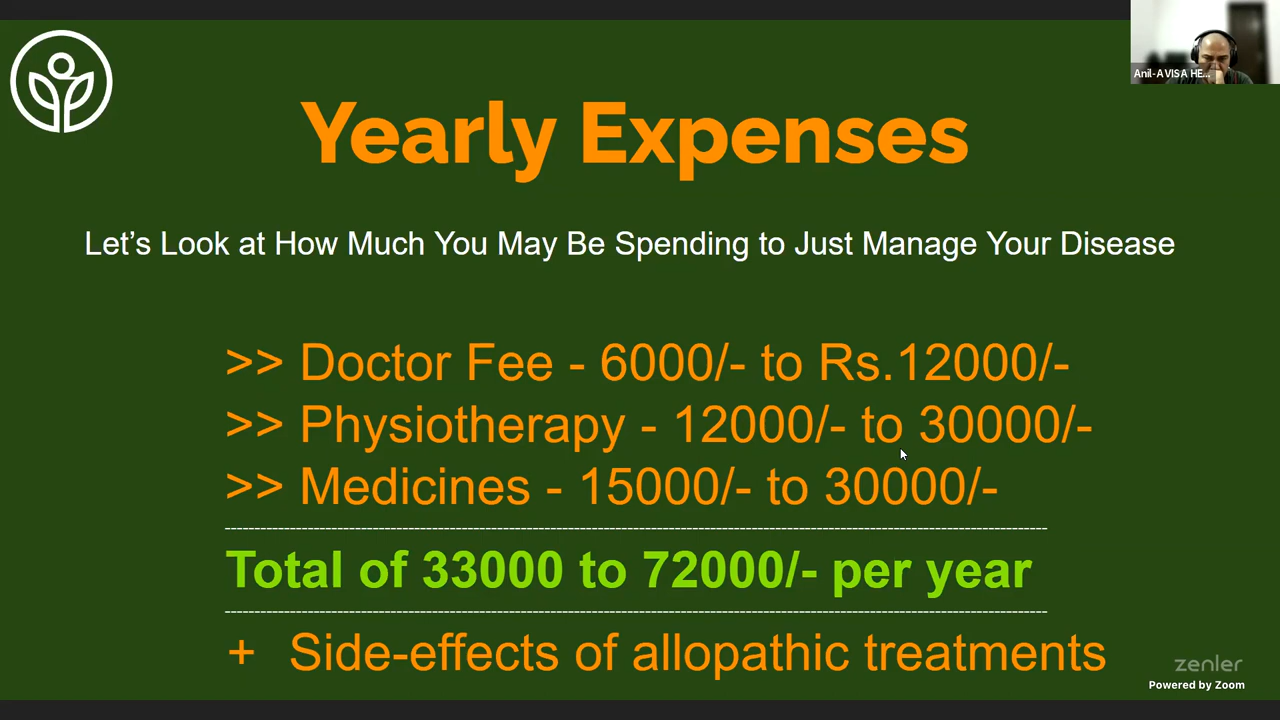 Anil-AVISA HE...
Yearly Expenses
Let’s Look at How Much You May Be Spending to Just Manage Your Disease
>> Doctor Fee - 6000/- to Rs.12000/-
>> Physiotherapy - 12000/- to 30000/-
>> Medicines - 15000/- to 30000/-
Total of 33000 to 72000/- per year
+ Side-effects of allopathic treatments
zenler
Powered by Zoom